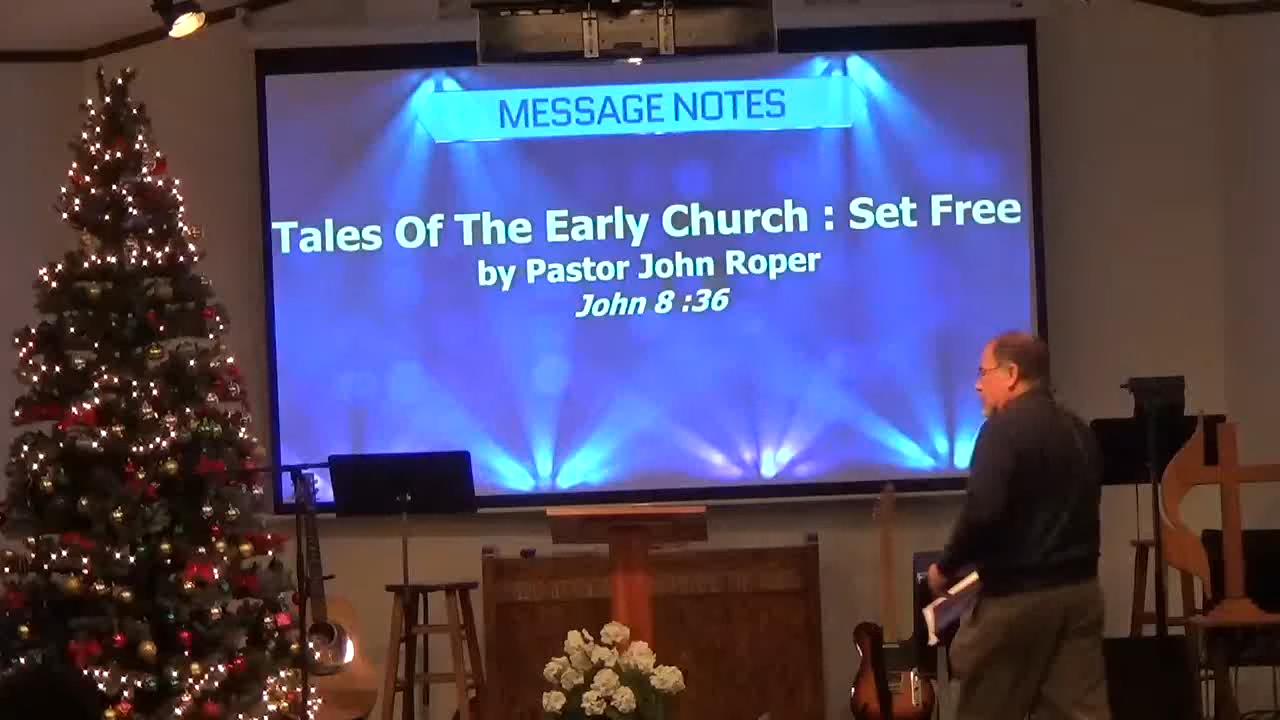 MESSAGE NOTES
Tales Of The Early Church : Set Free
by Pastor John Roper
John 8 :36